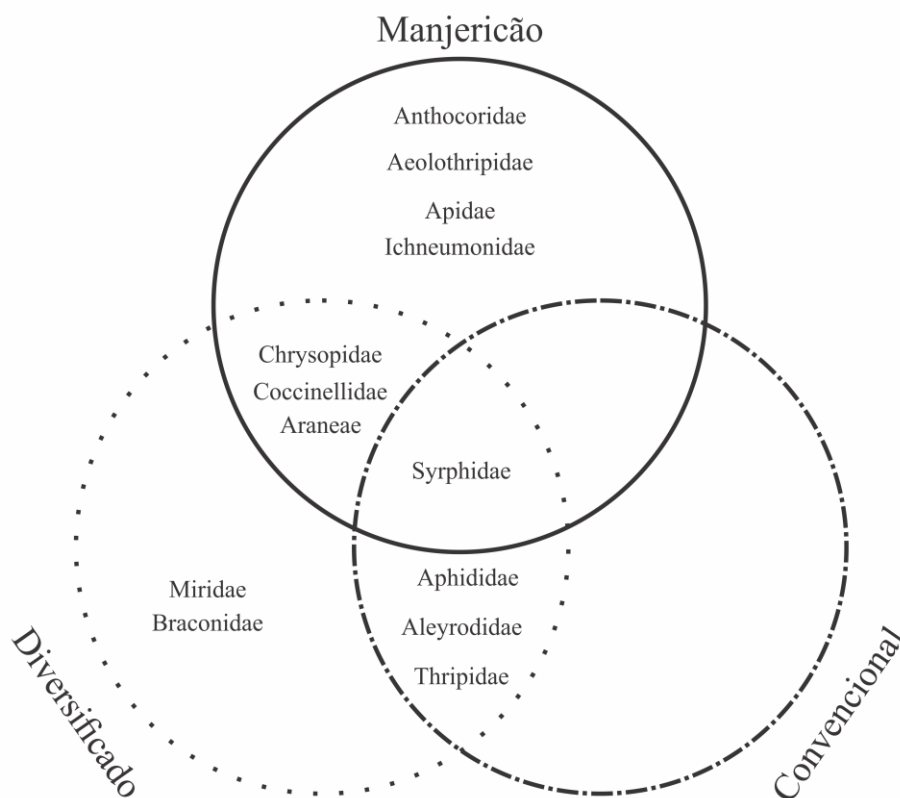 Manjericão
Anthocoridae
Aeolothripidae
Apidae
Ichneumonidae
Chrysopidae
Coccinellidae
Araneae
Syrphidae
Aphididae
Aleyrodidae
Thripidae
Miridae
Braconidae
Diversificado
Convencional